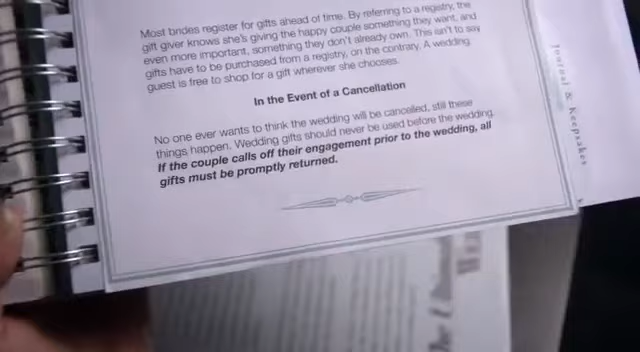 Most brides register for gifts ahead of time. By referring to a registry, the
gift giver knows she's giving the happy couple something they want, and
even more important, something they don't already own. This isn't to say
gifts have to be purchased from a registry, on the contrary. A wedding
guest is free to shop for a gift wherever she chooses.
In the Event of a Cancellation
No one ever wants to think the wedding will be cancelled, still these
things happen. Wedding gifts should never be used before the wedding.
If the couple calls off their engagement prior to the wedding, all
gifts must be promptly returned.
Journal & Keepsakes